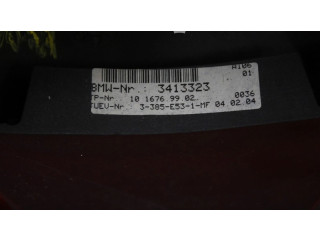 A106
BMW-Nr : 3413323 01
TP-Nr 10 1676 99 02 0036
TUEV-Nr. 3-385-E53-1-MF 04.02.04